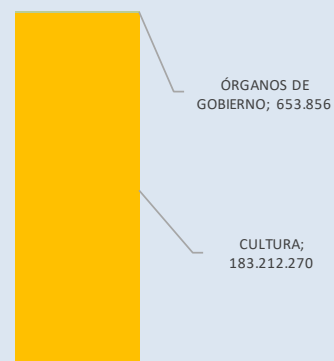 ÓRGANOS DE
GOBIERNO; 653.856
CULTURA;
183.212.270